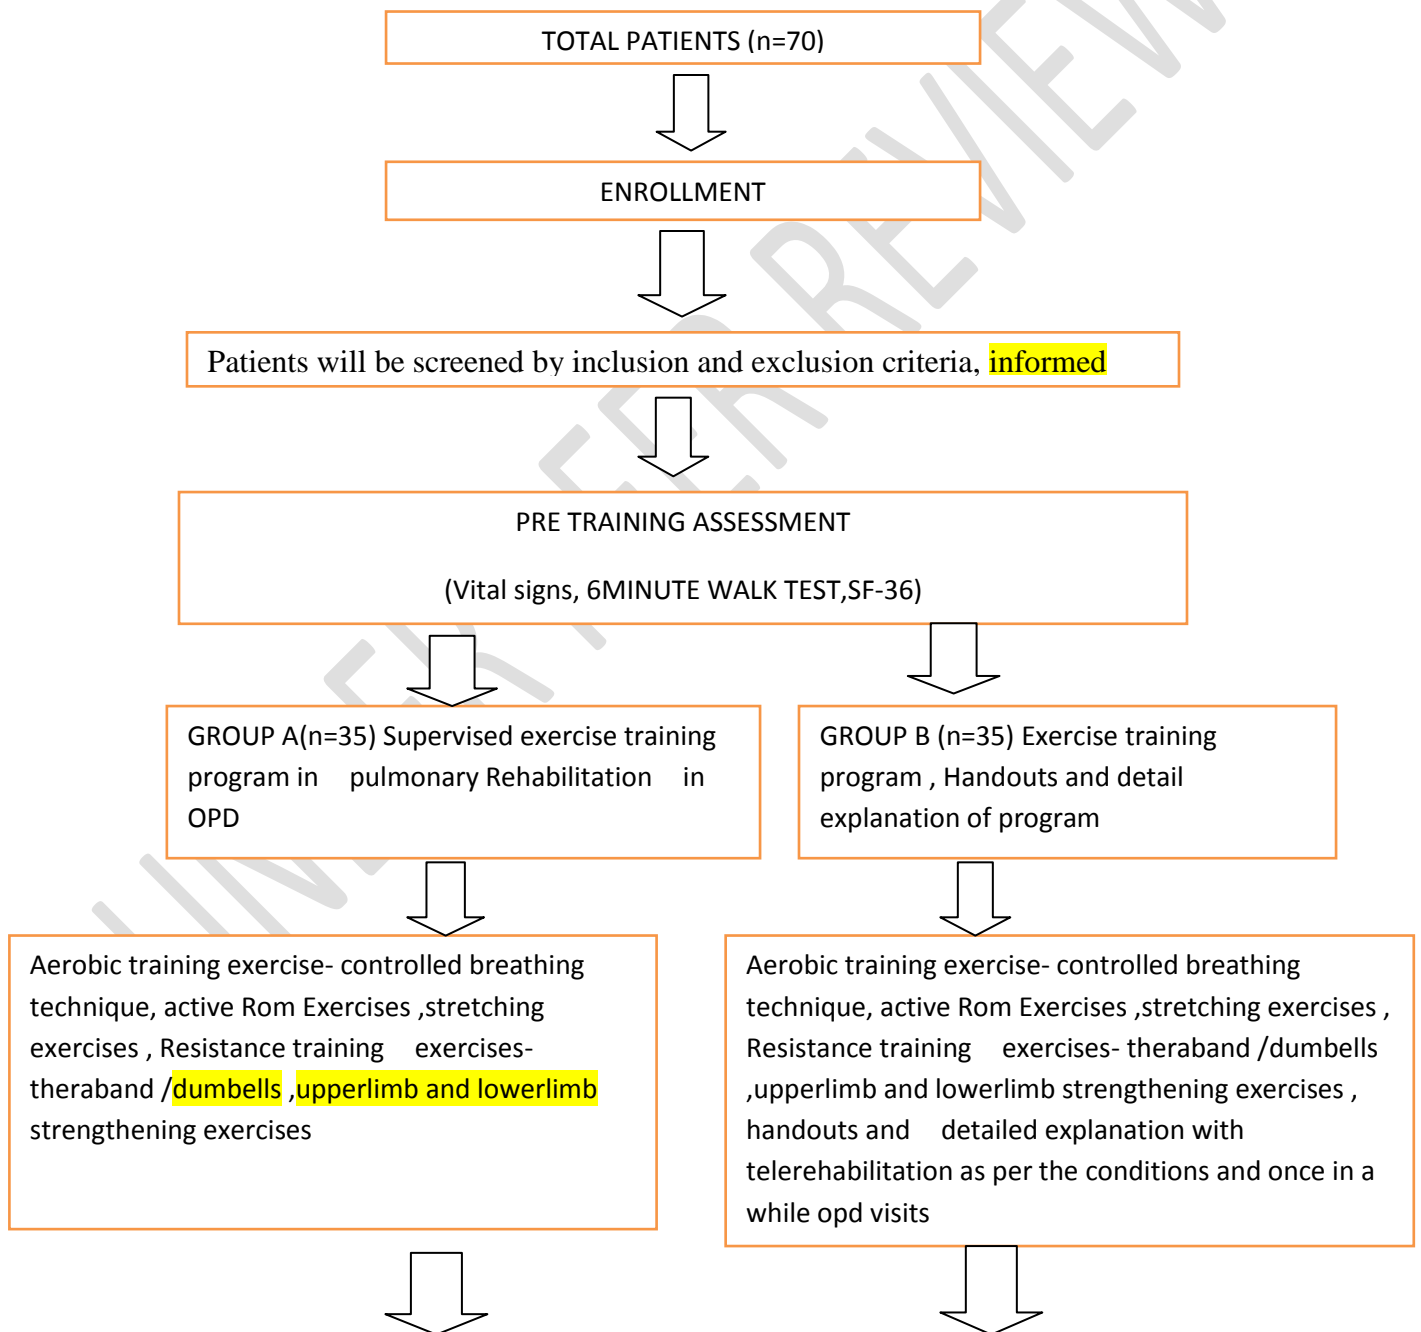 TOTAL PATIENTS (n=70)
ENROLLMENT
Patients will be screened by inclusion and exclusion criteria, informed
PRE TRAINING ASSESSMENT
(Vital signs, 6MINUTE WALK TEST,SF-36)
GROUP A(n=35) Supervised exercise training
program in pulmonary Rehabilitation in
OPD
GROUP B (n=35) Exercise training
program , Handouts and detail
explanation of program
Aerobic training exercise- controlled breathing
technique, active Rom Exercises ,stretching
exercises , Resistance training exercises-
theraband /dumbells ,upperlimb and lowerlimb
strengthening exercises
Aerobic training exercise- controlled breathing
technique, active Rom Exercises ,stretching exercises ,
Resistance training exercises- theraband /dumbells
,upperlimb and lowerlimb strengthening exercises ,
handouts and detailed explanation with
telerehabilitation as per the conditions and once in a
while opd visits